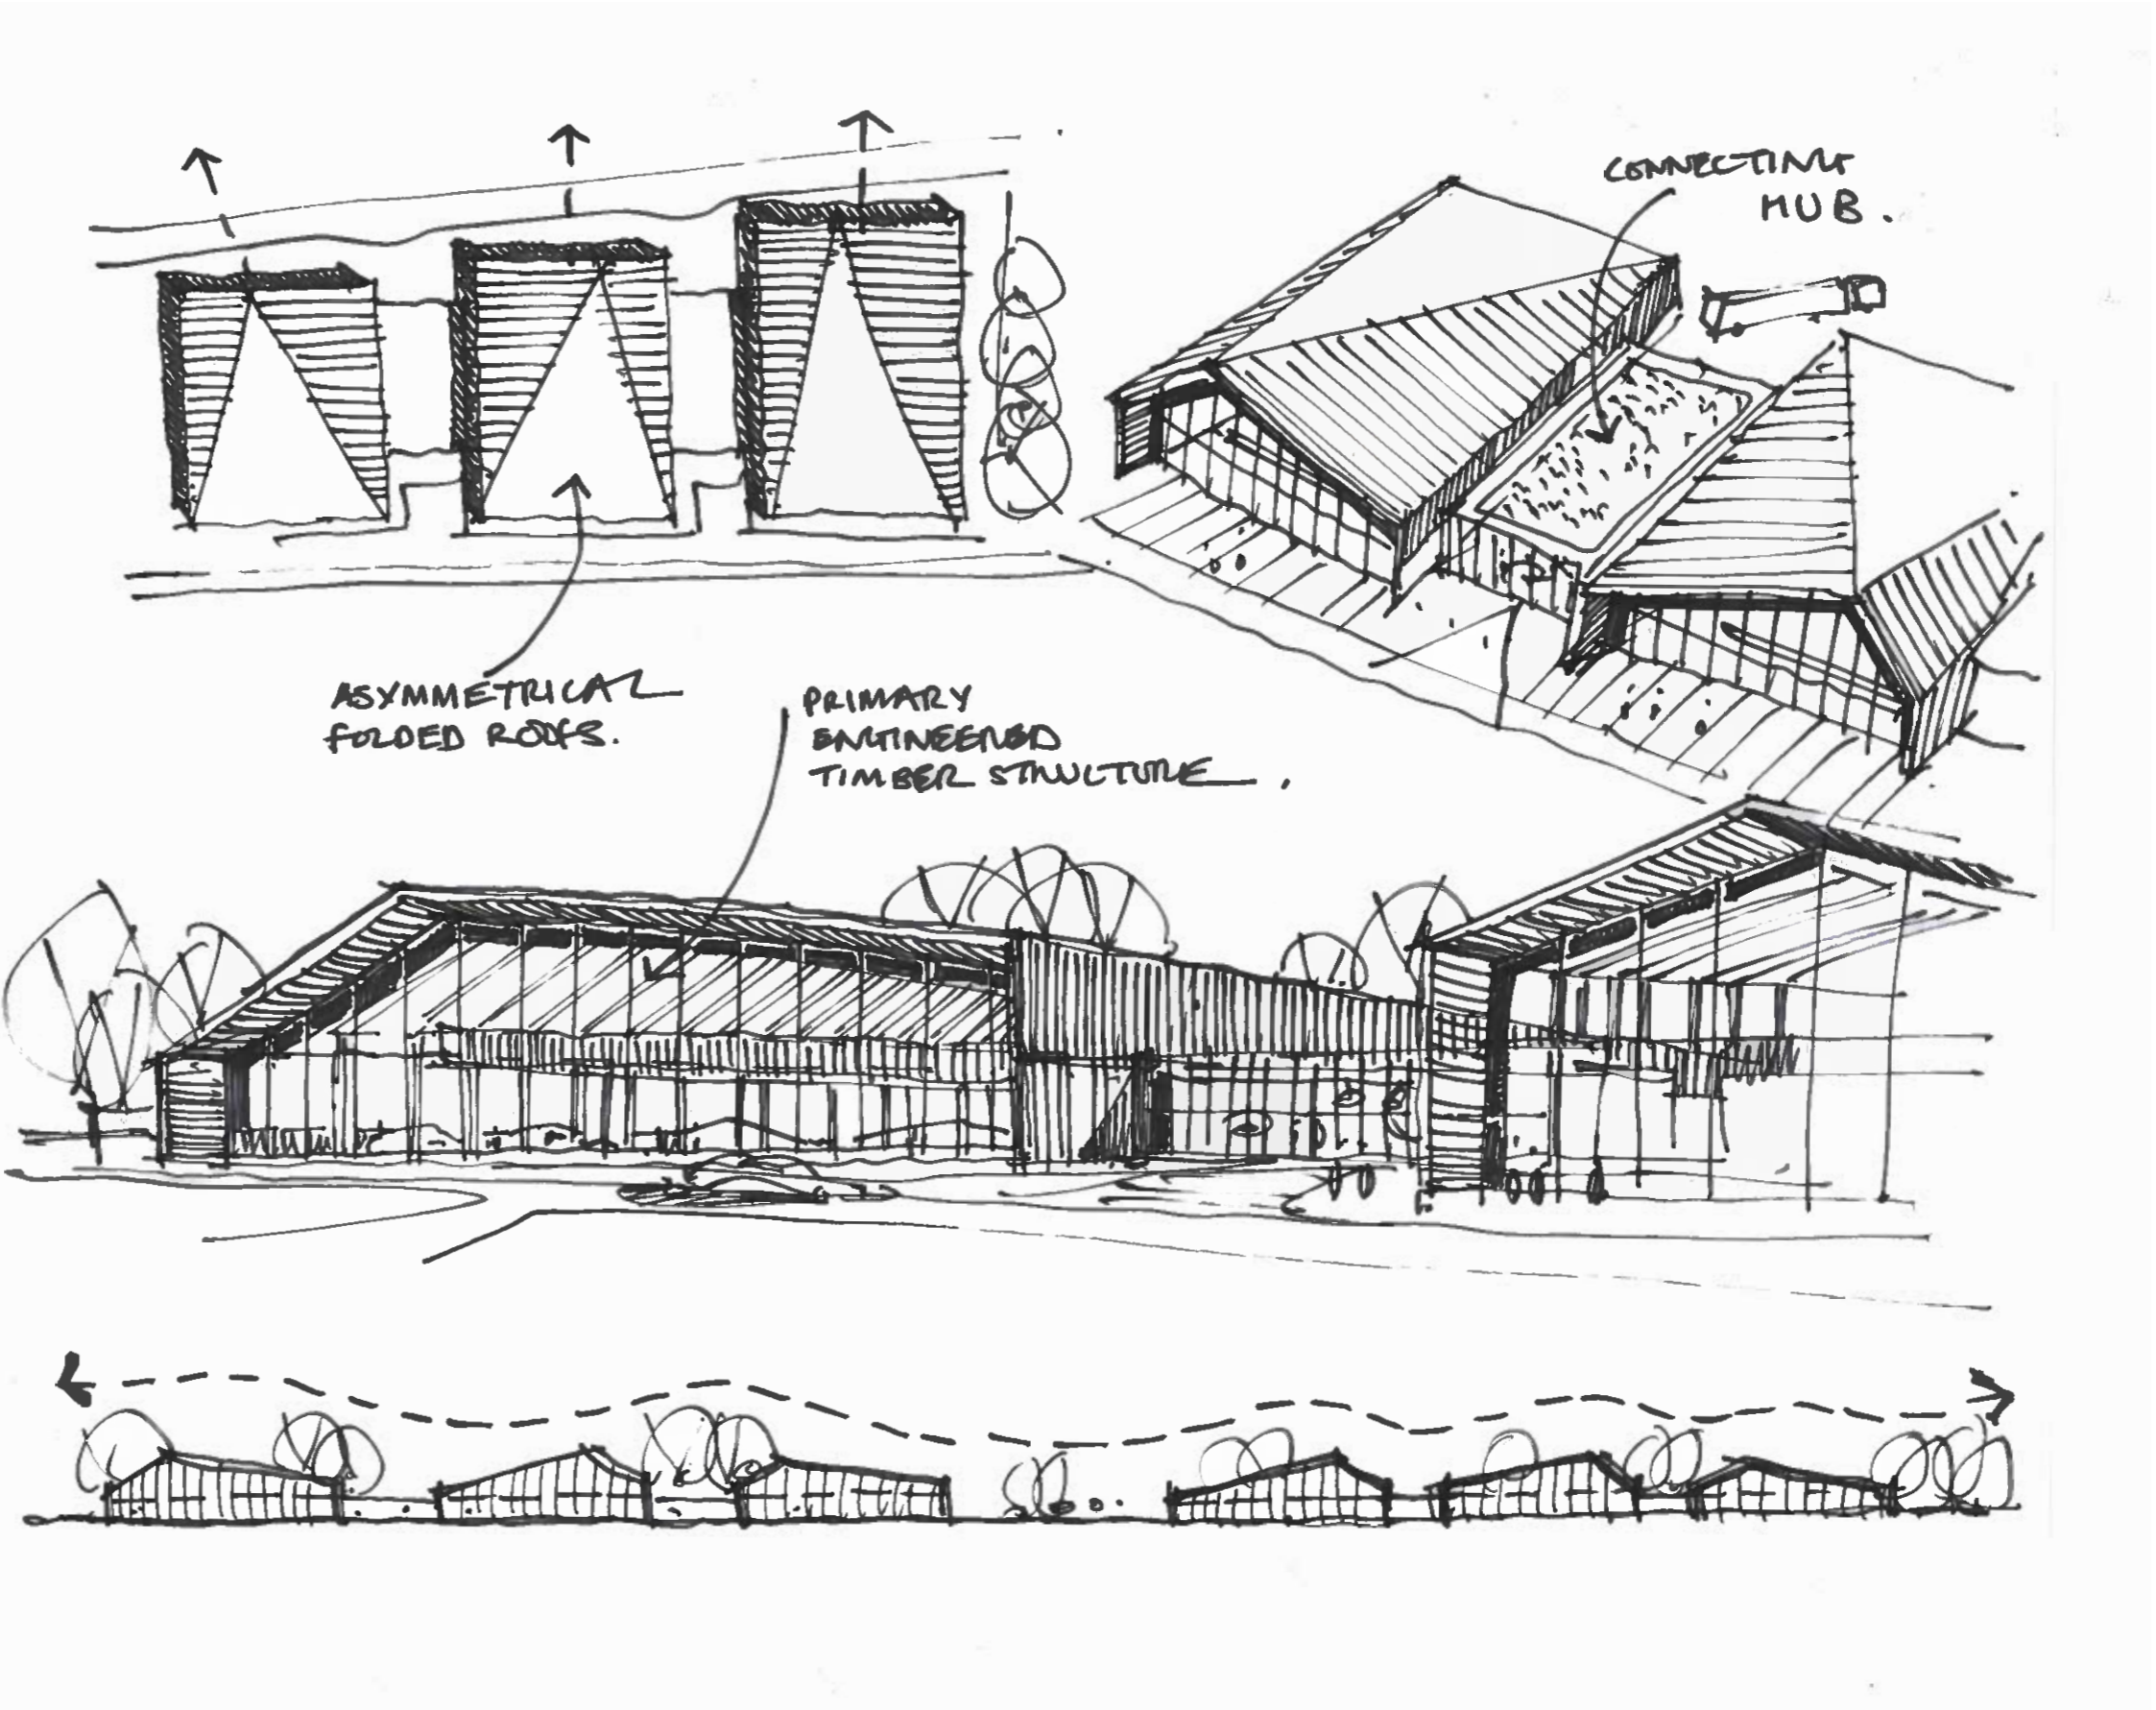 CONNECTING
HUB.
ASYMMETRICAL
FOLDED ROOFS.
PRIMARY
ENGINEERED
TIMBER STRUCTURE.